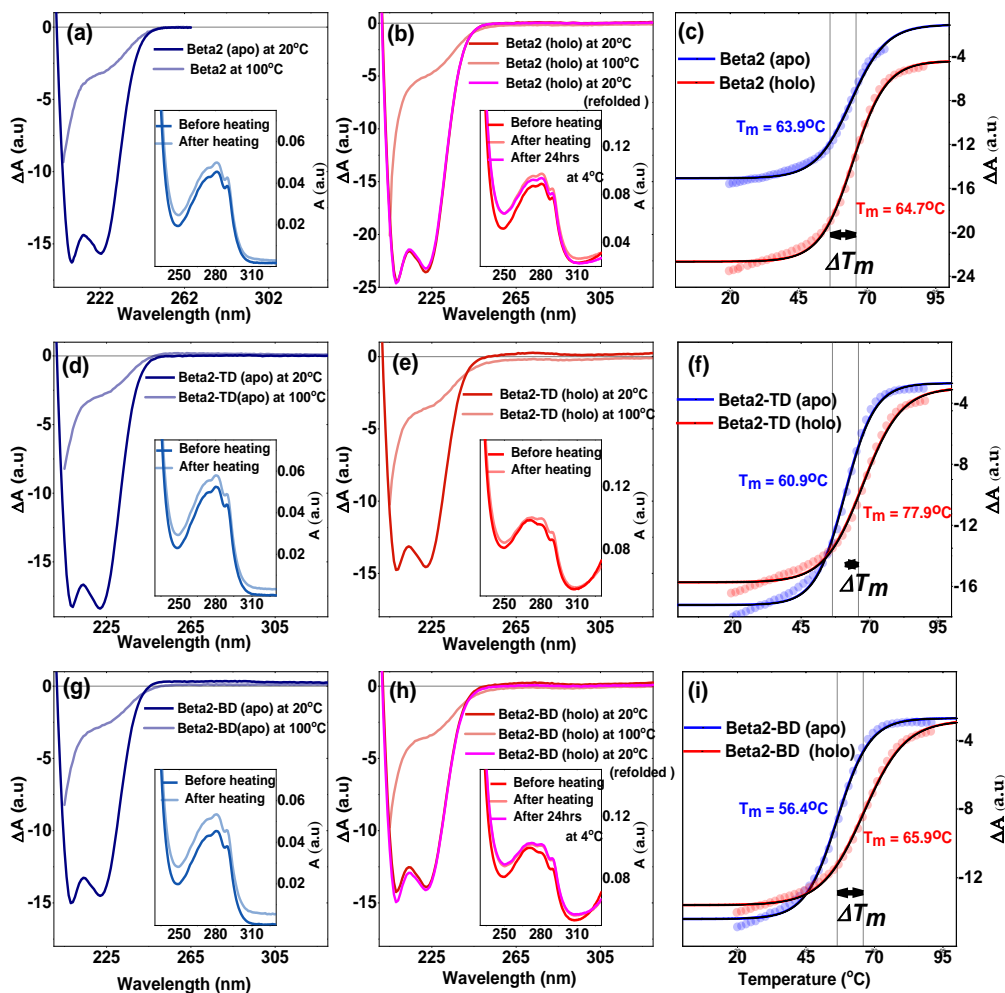 (a)
Beta2 (apo) at 20°C
Beta2 at 100°C
Before heating
After heating
0.06
0.04
0.02
250 280 310
0
-5
-10
-15
ΔA (a.u)
A (a.u)
222 262 302
Wavelength (nm)
(b)
Beta2 (holo) at 20°C
Beta2 (holo) at 100°C
Beta2 (holo) at 20°C
(refolded )
Before heating
After heating
After 24hrs
at 4°C
0.12
0.08
0.04
250 280 310
0
-5
-10
-15
-20
-25
ΔA (a.u)
A (a.u)
225 265 305
Wavelength (nm)
(c)
Beta2 (apo)
Beta2 (holo)
Tm = 63.9°C
Tm = 64.7°C
ΔTm
-4
-8
-12
-16
-20
-24
ΔA (a.u)
20 45 70 95
(d)
Beta2-TD (apo) at 20°C
Beta2-TD(apo) at 100°C
Before heating
After heating
0.06
0.04
0.02
250 280 310
0
-5
-10
-15
ΔA (a.u)
A (a.u)
225 265 305
Wavelength (nm)
(e)
Beta2-TD (holo) at 20°C
Beta2-TD (holo) at 100°C
Before heating
After heating
0.12
0.08
250 280 310
0
-5
-10
-15
ΔA (a.u)
A (a.u)
225 265 305
Wavelength (nm)
(f)
Beta2-TD (apo)
Beta2-TD (holo)
Tm = 60.9°C
Tm = 77.9°C
ΔTm
-4
-8
-12
-16
ΔA (a.u)
20 45 70 95
(g)
Beta2-BD (apo) at 20°C
Beta2-BD(apo) at 100°C
Before heating
After heating
0.06
0.04
0.02
250 280 310
0
-5
-10
-15
ΔA (a.u)
A (a.u)
225 265 305
Wavelength (nm)
(h)
Beta2-BD (holo) at 20°C
Beta2-BD (holo) at 100°C
Beta2-BD (holo) at 20°C
(refolded )
Before heating
After heating
After 24hrs
at 4°C
0.12
0.08
250 280 310
0
-5
-10
-15
ΔA (a.u)
A (a.u)
225 265 305
Wavelength (nm)
(i)
Beta2-BD (apo)
Beta2-BD (holo)
Tm = 56.4°C
Tm = 65.9°C
ΔTm
-4
-8
-12
ΔA (a.u)
20 45 70 95
Temperature (°C)